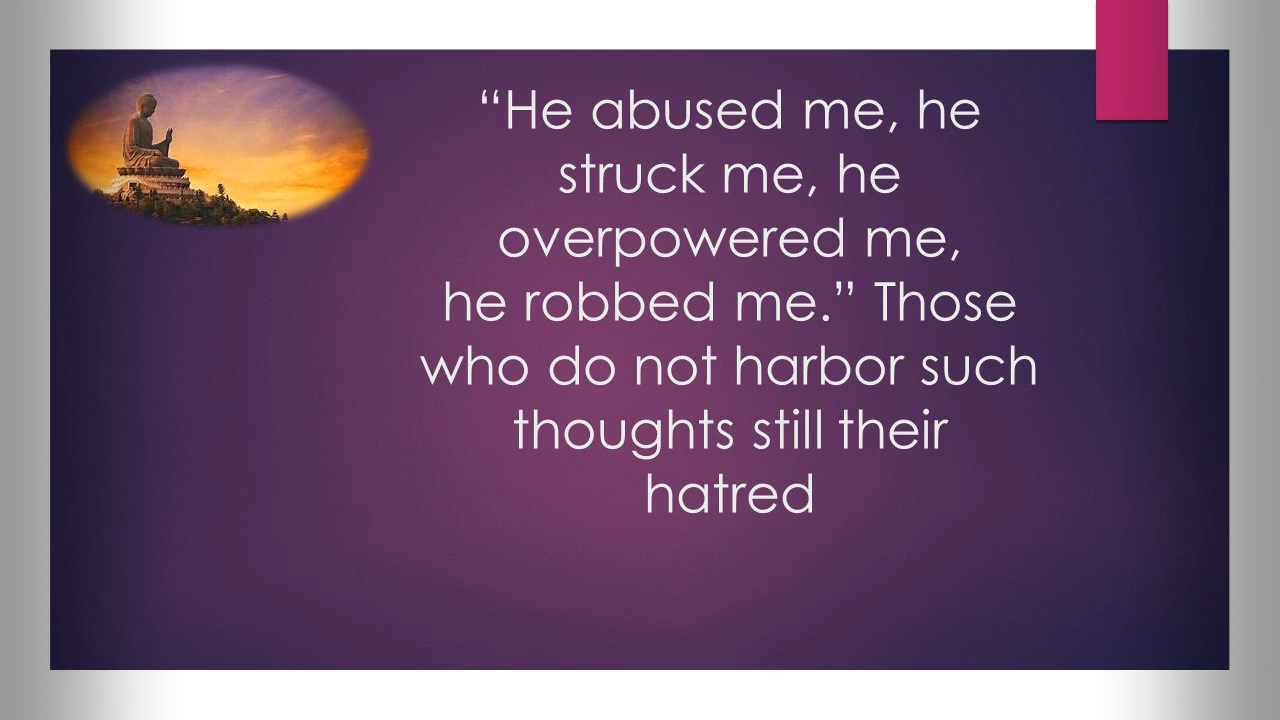 “He abused me, he
struck me, he
overpowered me,
he robbed me.” Those
who do not harbor such
thoughts still their
hatred